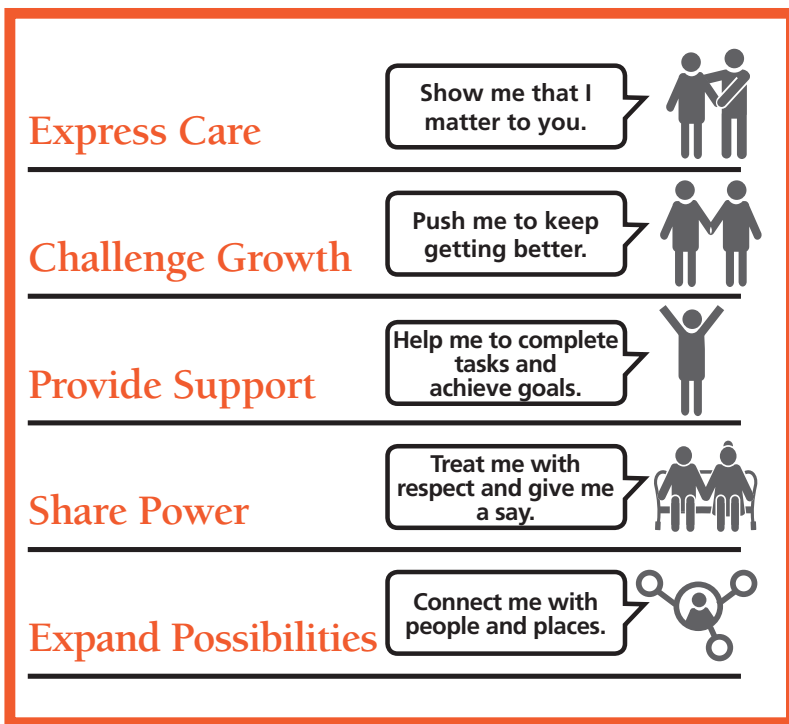 Show me that I
matter to you.
Express Care
Push me to keep
getting better.
Challenge Growth
Help me to complete
tasks and
achieve goals.
Provide Support
Treat me with
respect and give me
a say.
Share Power
Connect me with
people and places.
Expand Possibilities